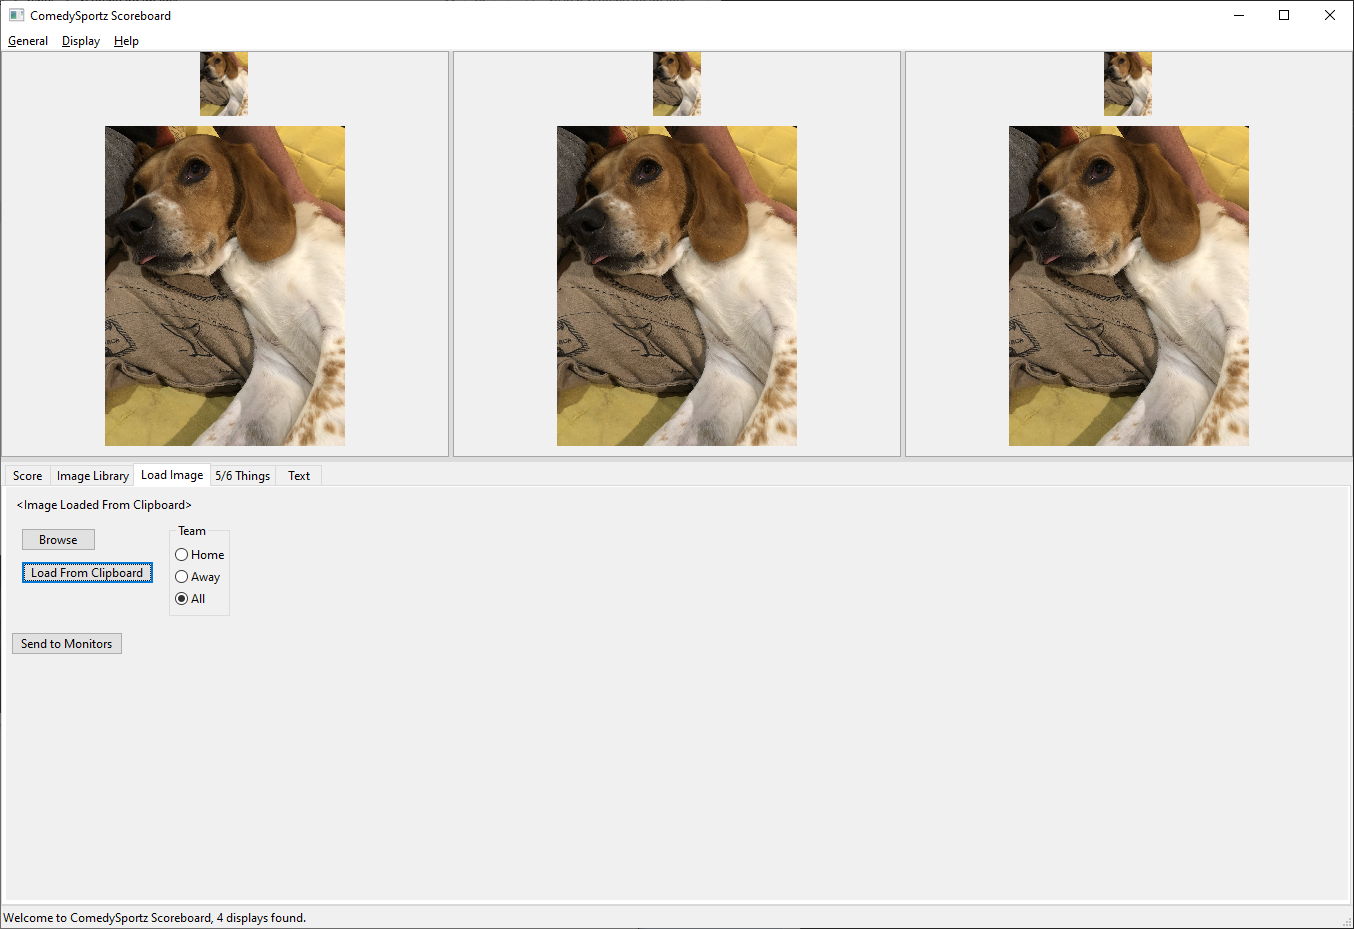 ComedySportz Scoreboard
General Display Help
Score Image Library Load Image 5/6 Things Text
<Image Loaded From Clipboard>
Browse
Load From Clipboard
Team
Home
Away
All
Send to Monitors
Welcome to ComedySportz Scoreboard, 4 displays found.